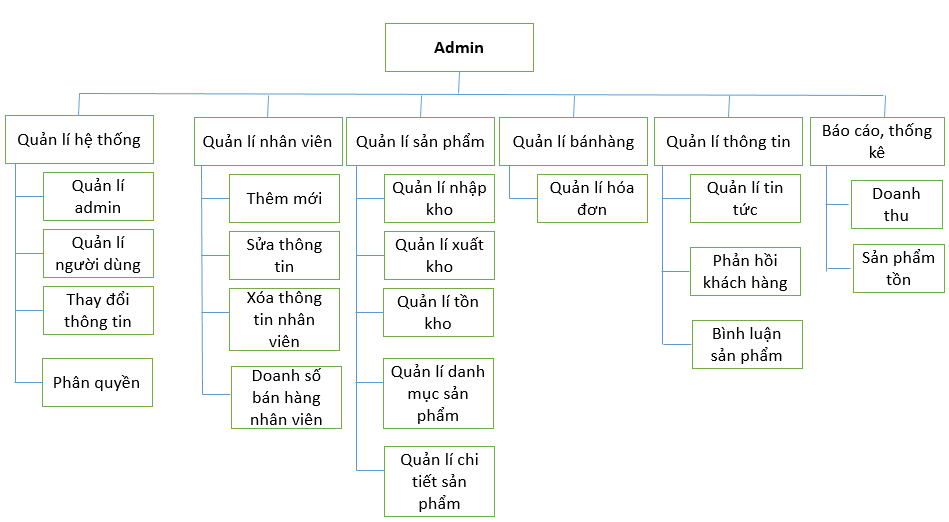 Admin
Quản lí hệ thống
Quản lí
admin
Quản lí
người dùng
Thay đổi
thông tin
Phân quyền
Quản lí nhân viên
Thêm mới
Sửa thông
tin
Xóa thông
tin nhân
viên
Doanh số
bán hàng
nhân viên
Quản lí sản phẩm
Quản lí nhập
kho
Quản lí xuất
kho
Quản lí tồn
kho
Quản lí danh
mục sản
phẩm
Quản lí chi
tiết sản
phẩm
Quản lí bánhàng
Quản lí hóa
đơn
Quản lí thông tin
Quản lí tin
tức
Phản hồi
khách hàng
Bình luận
sản phẩm
Báo cáo, thống
kê
Doanh
thu
Sản phẩm
tồn